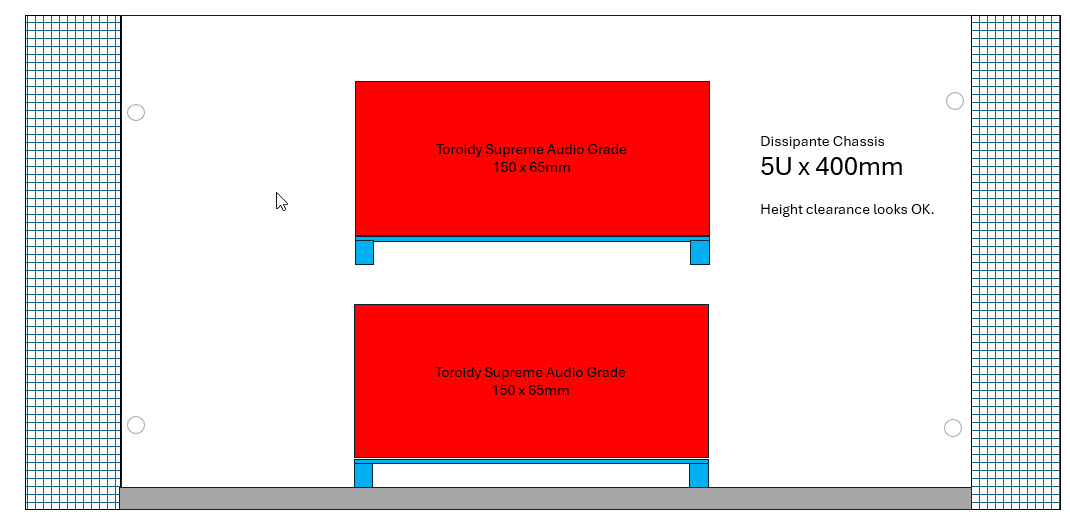 Toroidy Supreme Audio Grade
150 x 65mm
Dissipante Chassis
5U x 400mm
Height clearance looks OK.
Toroidy Supreme Audio Grade
150 x 65mm